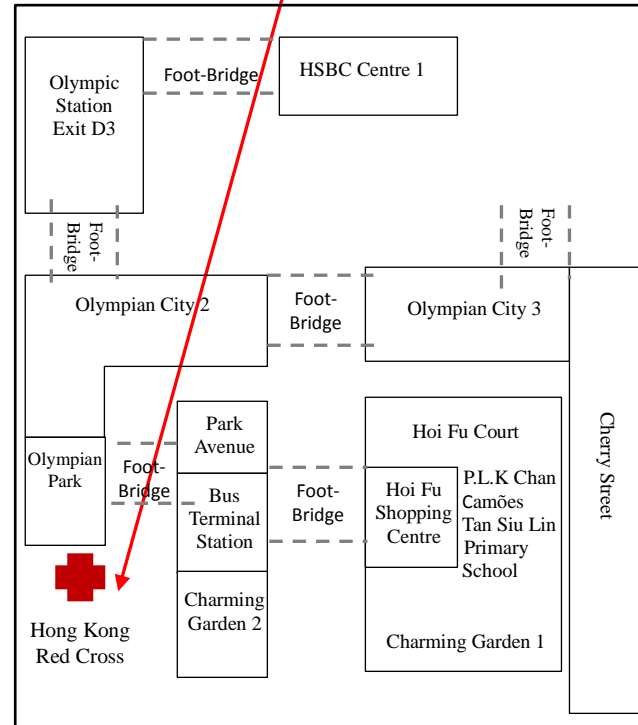 Olympic
Station
Exit D3
Foot-Bridge
HSBC Centre 1
Foot-
Bridge
Foot-
Bridge
Olympian City 2
Foot-
Bridge
Olympian City 3
Cherry Street
Olympian
Park
Foot-
Bridge
Park
Avenue
Bus
Terminal
Station
Charming
Garden 2
Foot-
Bridge
Hoi Fu Court
Hoi Fu
Shopping
Centre
P.L.K Chan
Camões
Tan Siu Lin
Primary
School
Charming Garden 1
Hong Kong
Red Cross